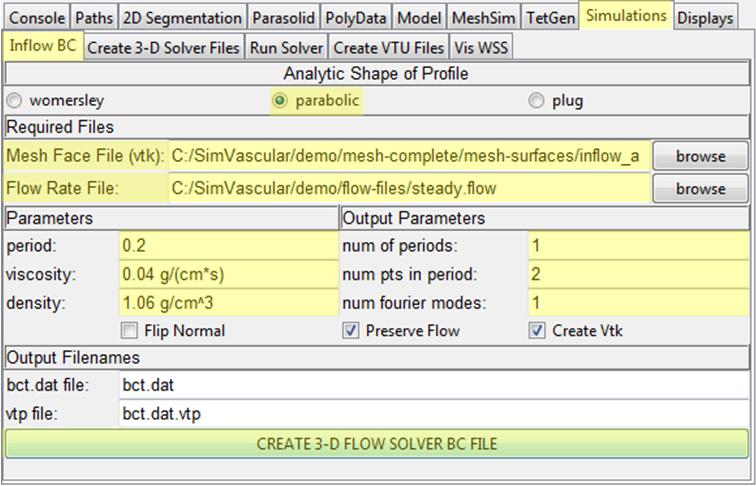 Console Paths 2D Segmentation Parasolid PolyData Model MeshSim TetGen Simulations Displays
Inflow BC Create 3-D Solver Files Run Solver Create VTU Files Vis WSS
Analytic Shape of Profile
womersley parabolic plug
Required Files
Mesh Face File (vtk): C:/SimVascular/demo/mesh-complete/mesh-surfaces/inflow_a browse
Flow Rate File: C:/SimVascular/demo/flow-files/steady.flow browse
Parameters Output Parameters
period: 0.2 num of periods: 1
viscosity: 0.04 g/(cm*s) num pts in period: 2
density: 1.06 g/cm^3 num fourier modes: 1
Flip Normal Preserve Flow Create Vtk
Output Filenames
bct.dat file: bct.dat
vtp file: bct.dat.vtp
CREATE 3-D FLOW SOLVER BC FILE